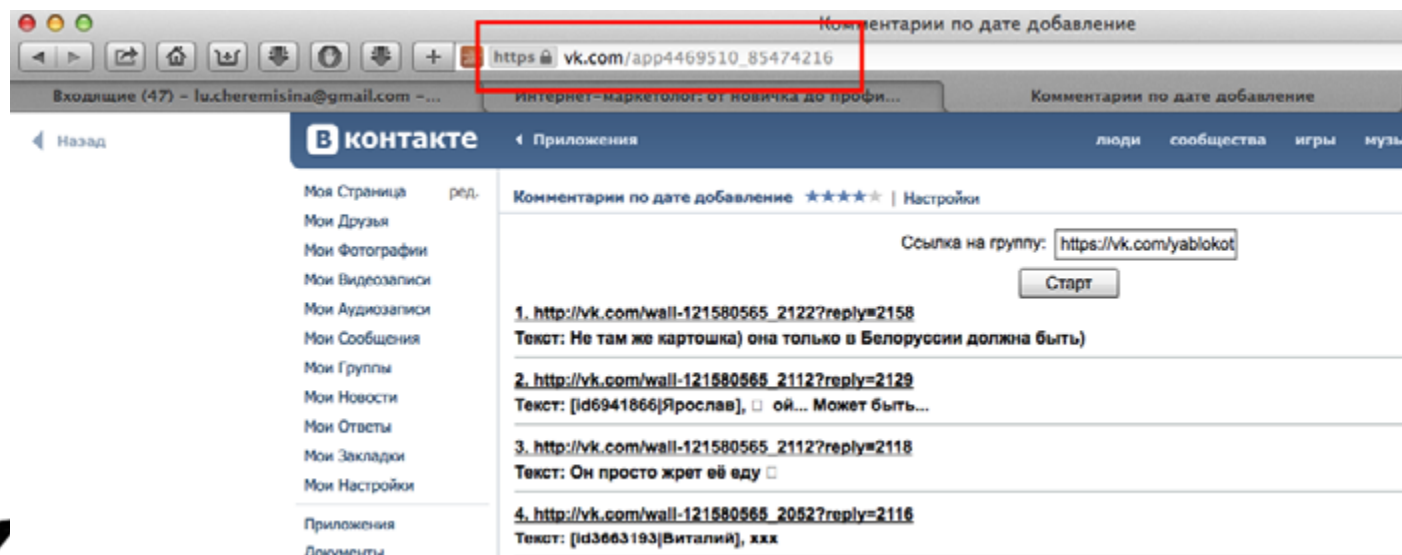 Комментарии по дате добавление
https vk.com/app4469510_85474216
Входящие (47) – lu.cheremisina@gmail.com –...
Интернет-маркетолог: от новичка до профи...
Комментарии по дате добавление
Назад
В контакте
Приложения
люди сообщества игры музы
Моя Страница ред.
Мои Друзья
Мои Фотографии
Мои Видеозаписи
Мои Аудиозаписи
Мои Сообщения
Мои Группы
Мои Новости
Мои Ответы
Мои Закладки
Мои Настройки
Приложения
Документы
Комментарии по дате добавление | Настройки
Ссылка на группу: https://vk.com/yablokot
Старт
1. http://vk.com/wall-121580565_2122?reply=2158
Текст: Не там же картошка) она только в Белоруссии должна быть)
2. http://vk.com/wall-121580565_2112?reply=2129
Текст: [id6941866|Ярослав], □ ой... Может быть...
3. http://vk.com/wall-121580565_2112?reply=2118
Текст: Он просто жрет её еду □
4. http://vk.com/wall-121580565_2052?reply=2116
Текст: [id3663193|Виталий], xxx